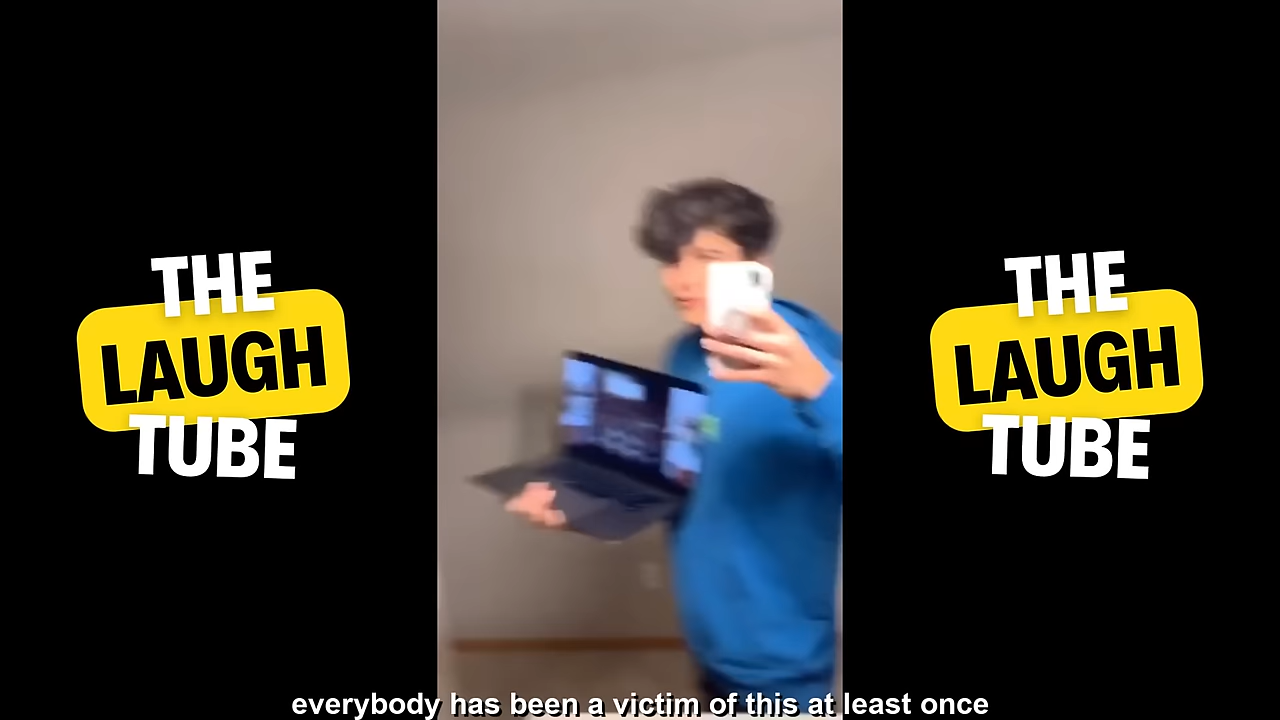 THE
LAUGH
TUBE
THE
LAUGH
TUBE
everybody has been a victim of this at least once